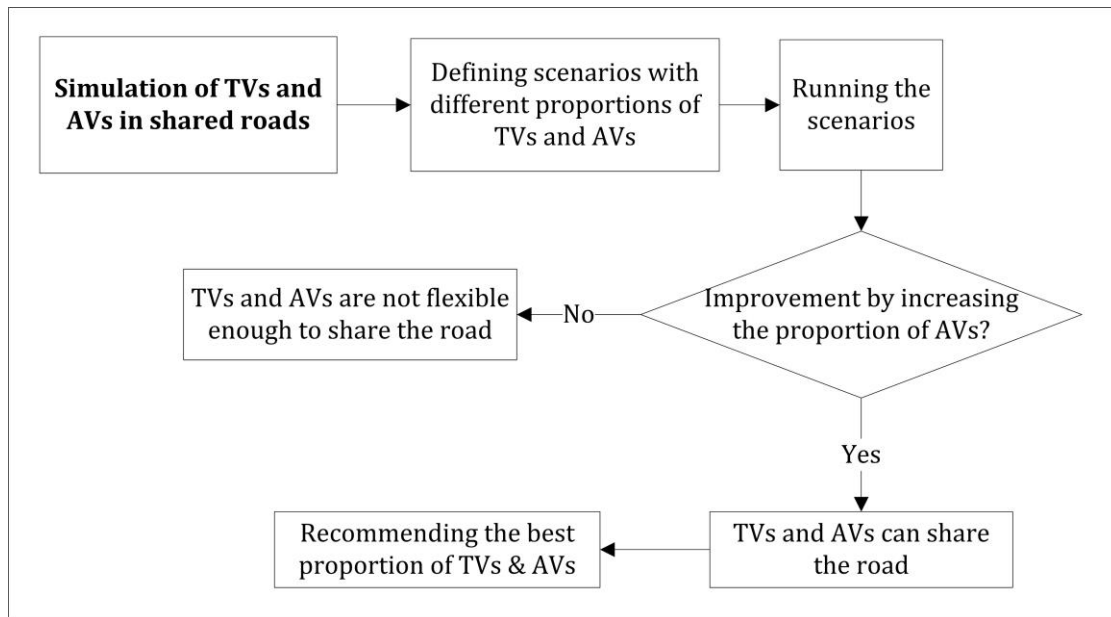 Simulation of TVs and
AVs in shared roads
Defining scenarios with
different proportions of
TVs and AVs
Running the
scenarios
Improvement by increasing
the proportion of AVs?
No
TVs and AVs are not flexible
enough to share the road
Yes
TVs and AVs can share
the road
Recommending the best
proportion of TVs & AVs